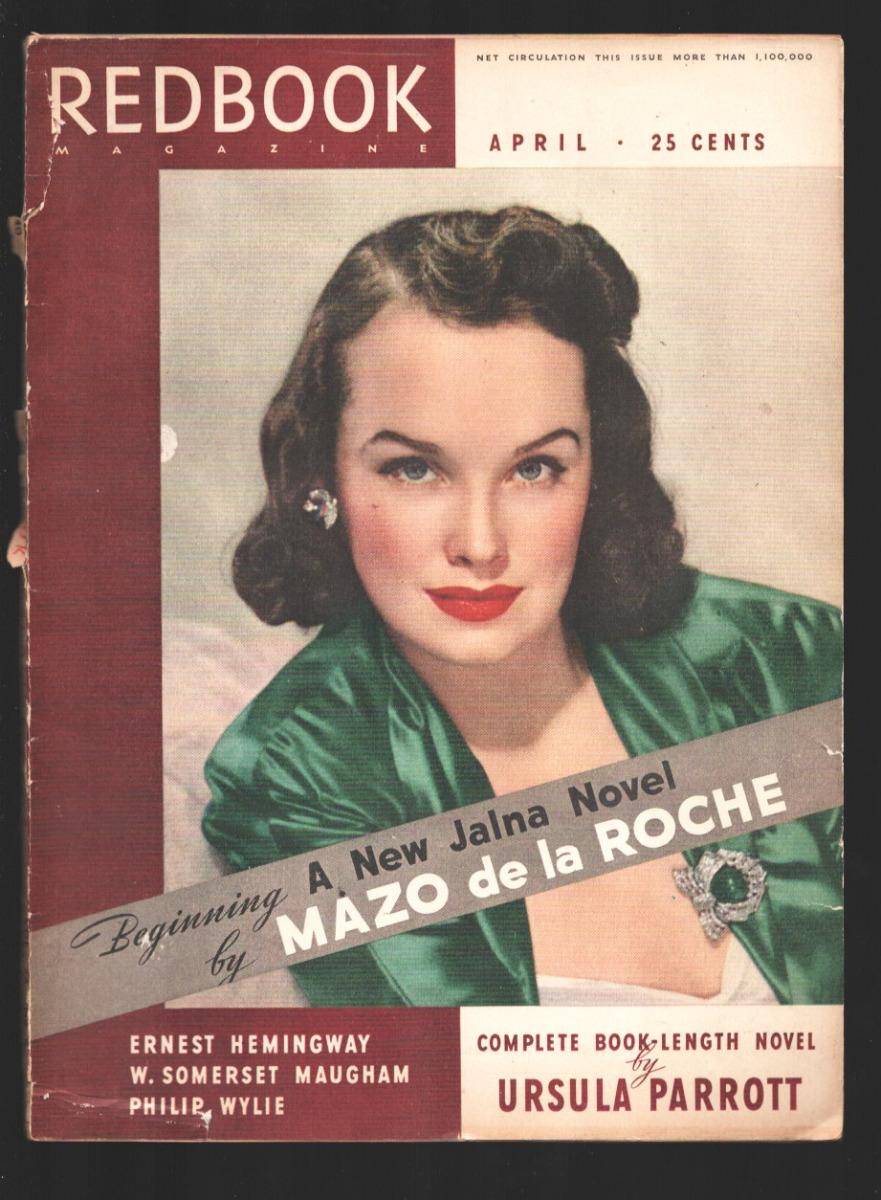 REDBOOK
MAGAZINE
NET CIRCULATION THIS ISSUE MORE THAN 1,100,000
APRIL · 25 CENTS
Beginning A New Jalna Novel
by MAZO de la ROCHE
ERNEST HEMINGWAY
W. SOMERSET MAUGHAM
PHILIP WYLIE
COMPLETE BOOK-LENGTH NOVEL
by
URSULA PARROTT